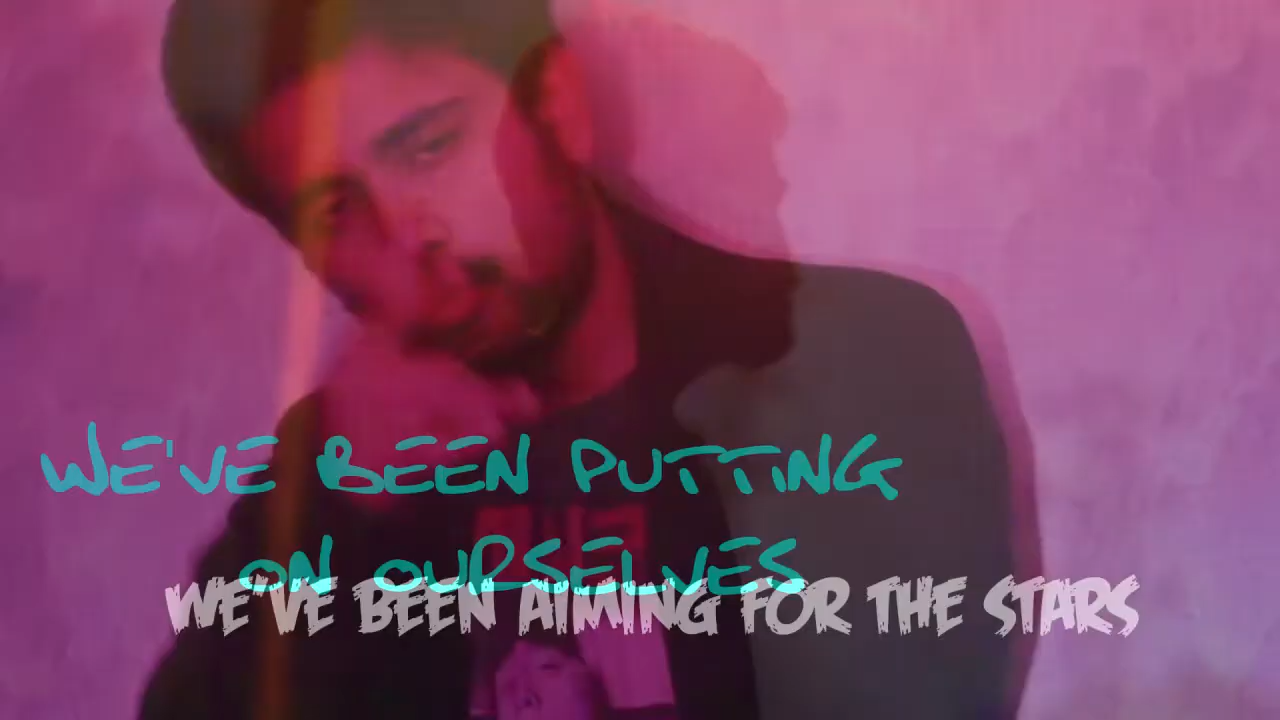 WE'VE BEEN PUTTING
ON OURSELVES
WE'VE BEEN AIMING FOR THE STARS